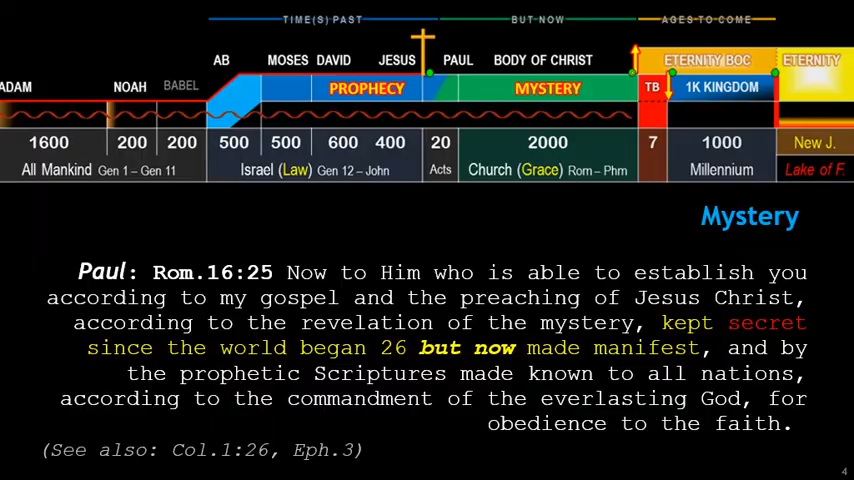 TIME(S) PAST BUT NOW AGES TO COME
AB MOSES DAVID JESUS PAUL BODY OF CHRIST ETERNITY BOC ETERNITY
ADAM NOAH BABEL PROPHECY MYSTERY TB 1K KINGDOM
1600 200 200 500 500 600 400 20 2000 7 1000 New J.
All Mankind Gen 1 – Gen 11 Israel (Law) Gen 12 – John Acts Church (Grace) Rom – Phm Millennium Lake of F.
Mystery
Paul: Rom.16:25 Now to Him who is able to establish you
according to my gospel and the preaching of Jesus Christ,
according to the revelation of the mystery, kept secret
since the world began 26 but now made manifest, and by
the prophetic Scriptures made known to all nations,
according to the commandment of the everlasting God, for
obedience to the faith.
(See also: Col.1:26, Eph.3)
4